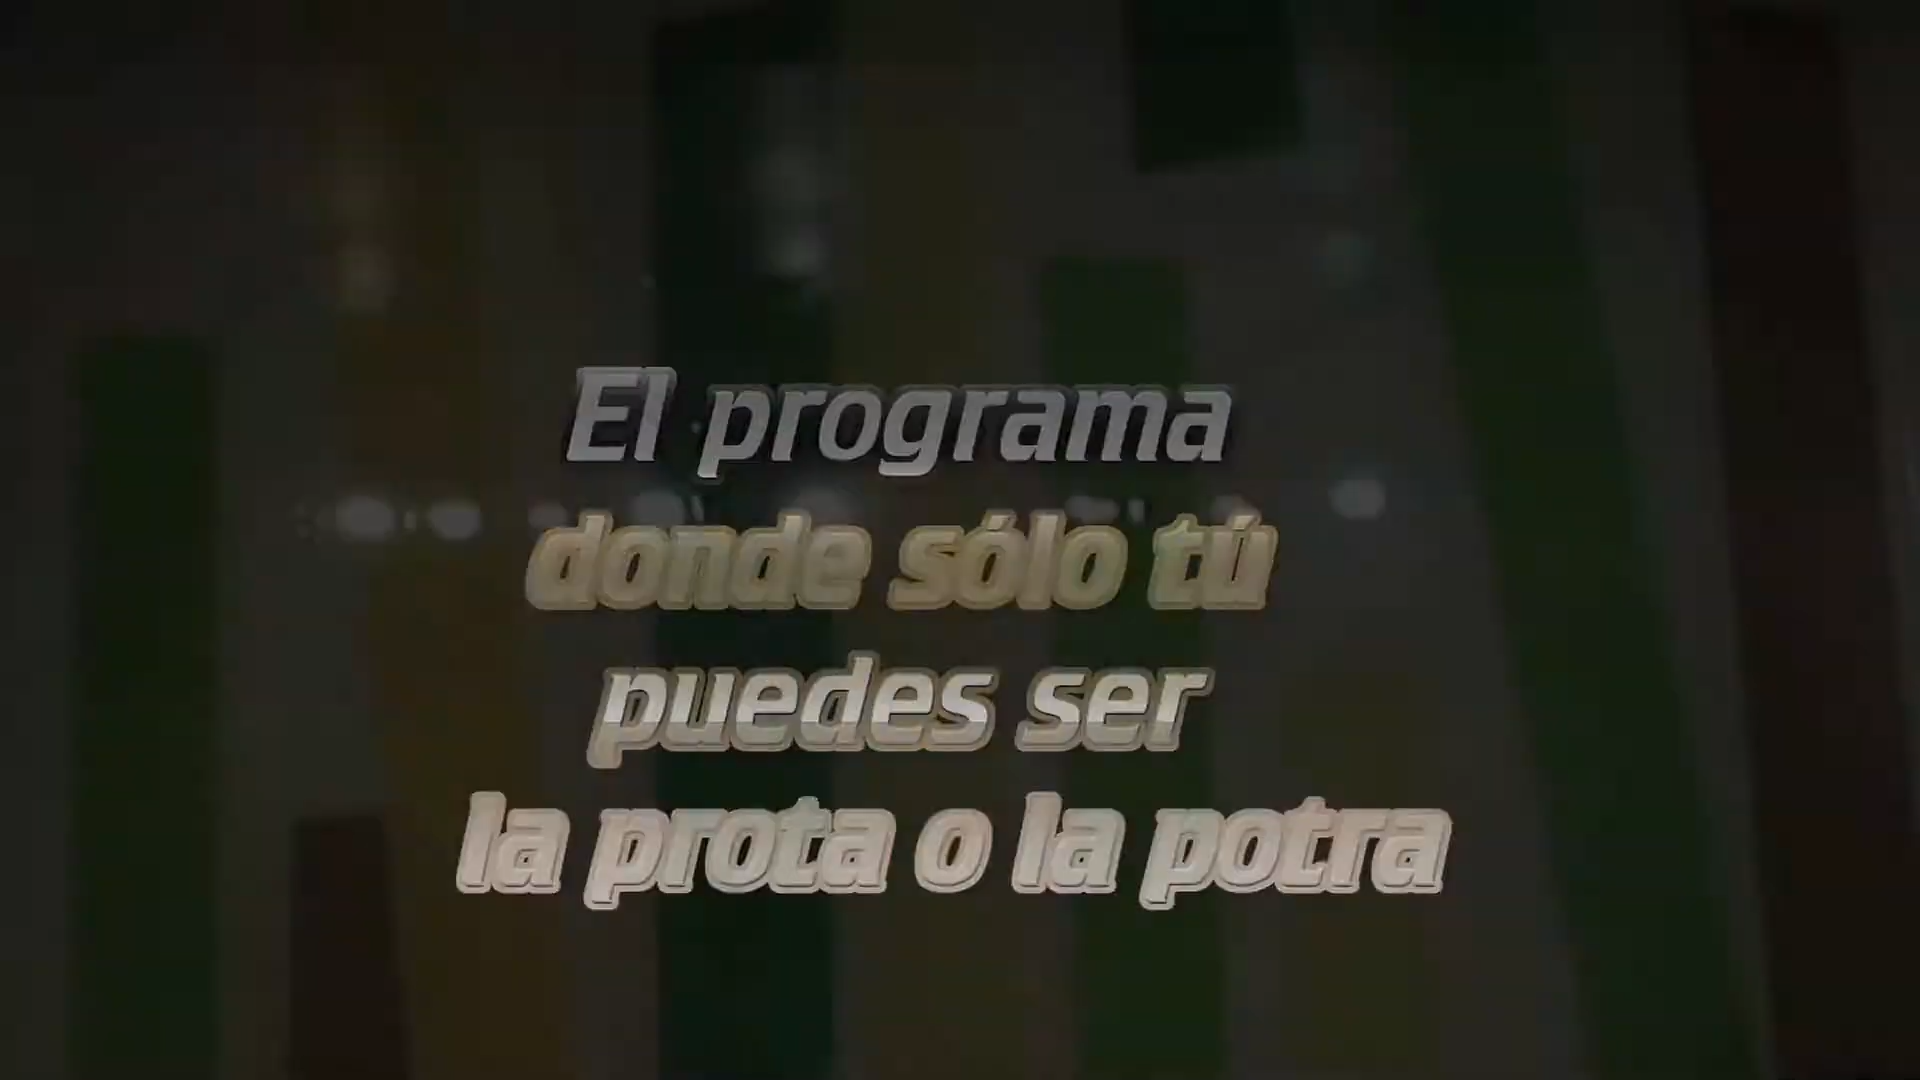 El programa
donde sólo tú
puedes ser
la prota o la potra